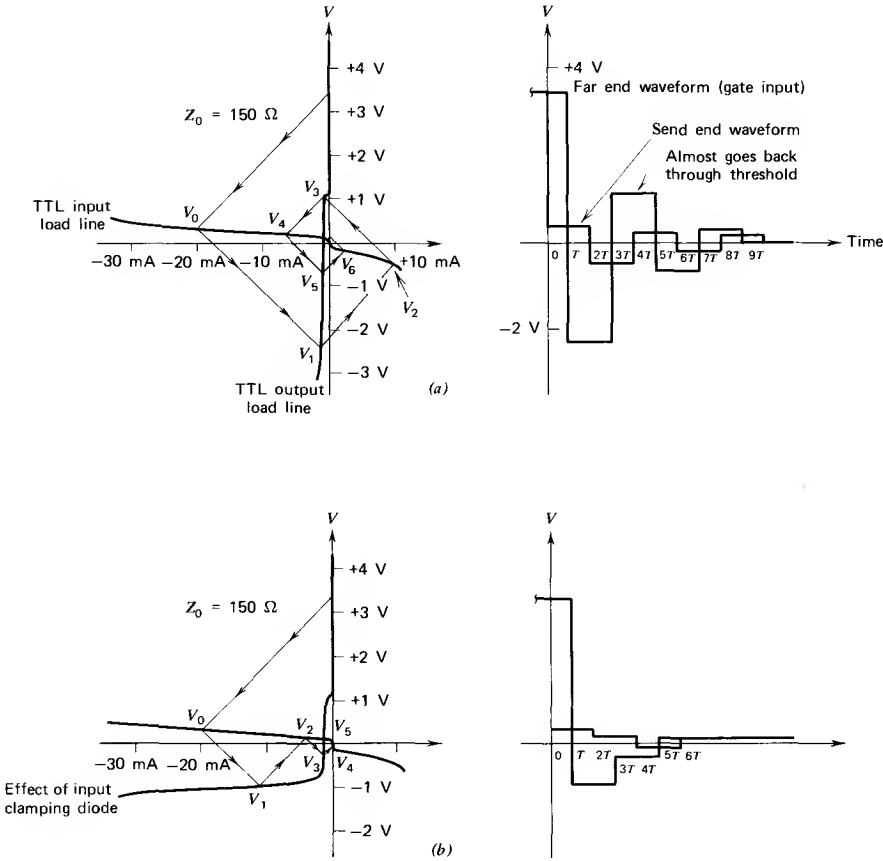 V
+4 V
+3 V
+2 V
+1 V
Z₀ = 150 Ω
TTL input
load line
V₀
V₃
V₄
−30 mA
−20 mA
−10 mA
+10 mA
V₅
V₆
−1 V
V₂
−2 V
V₁
−3 V
TTL output
load line
(a)
V
+4 V
Far end waveform (gate input)
Send end waveform
Almost goes back
through threshold
0 T 2T 3T 4T 5T 6T 7T 8T 9T
Time
−2 V
V
+4 V
+3 V
+2 V
+1 V
Z₀ = 150 Ω
V₀
V₂
V₅
−30 mA
−20 mA
V₃
V₄
Effect of input
clamping diode
V₁
−1 V
−2 V
(b)
V
0 T 2T 3T 4T 5T 6T